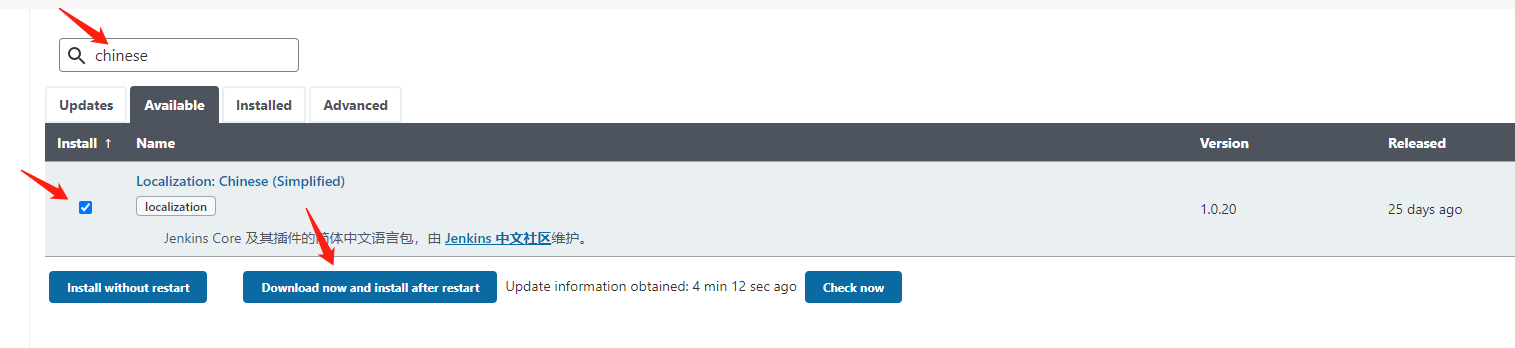 chinese
Updates Available Installed Advanced
Install ↑ Name Version Released
Localization: Chinese (Simplified)
localization
1.0.20 25 days ago
Jenkins Core 及其插件的简体中文语言包，由 Jenkins 中文社区维护。
Install without restart Download now and install after restart Update information obtained: 4 min 12 sec ago Check now